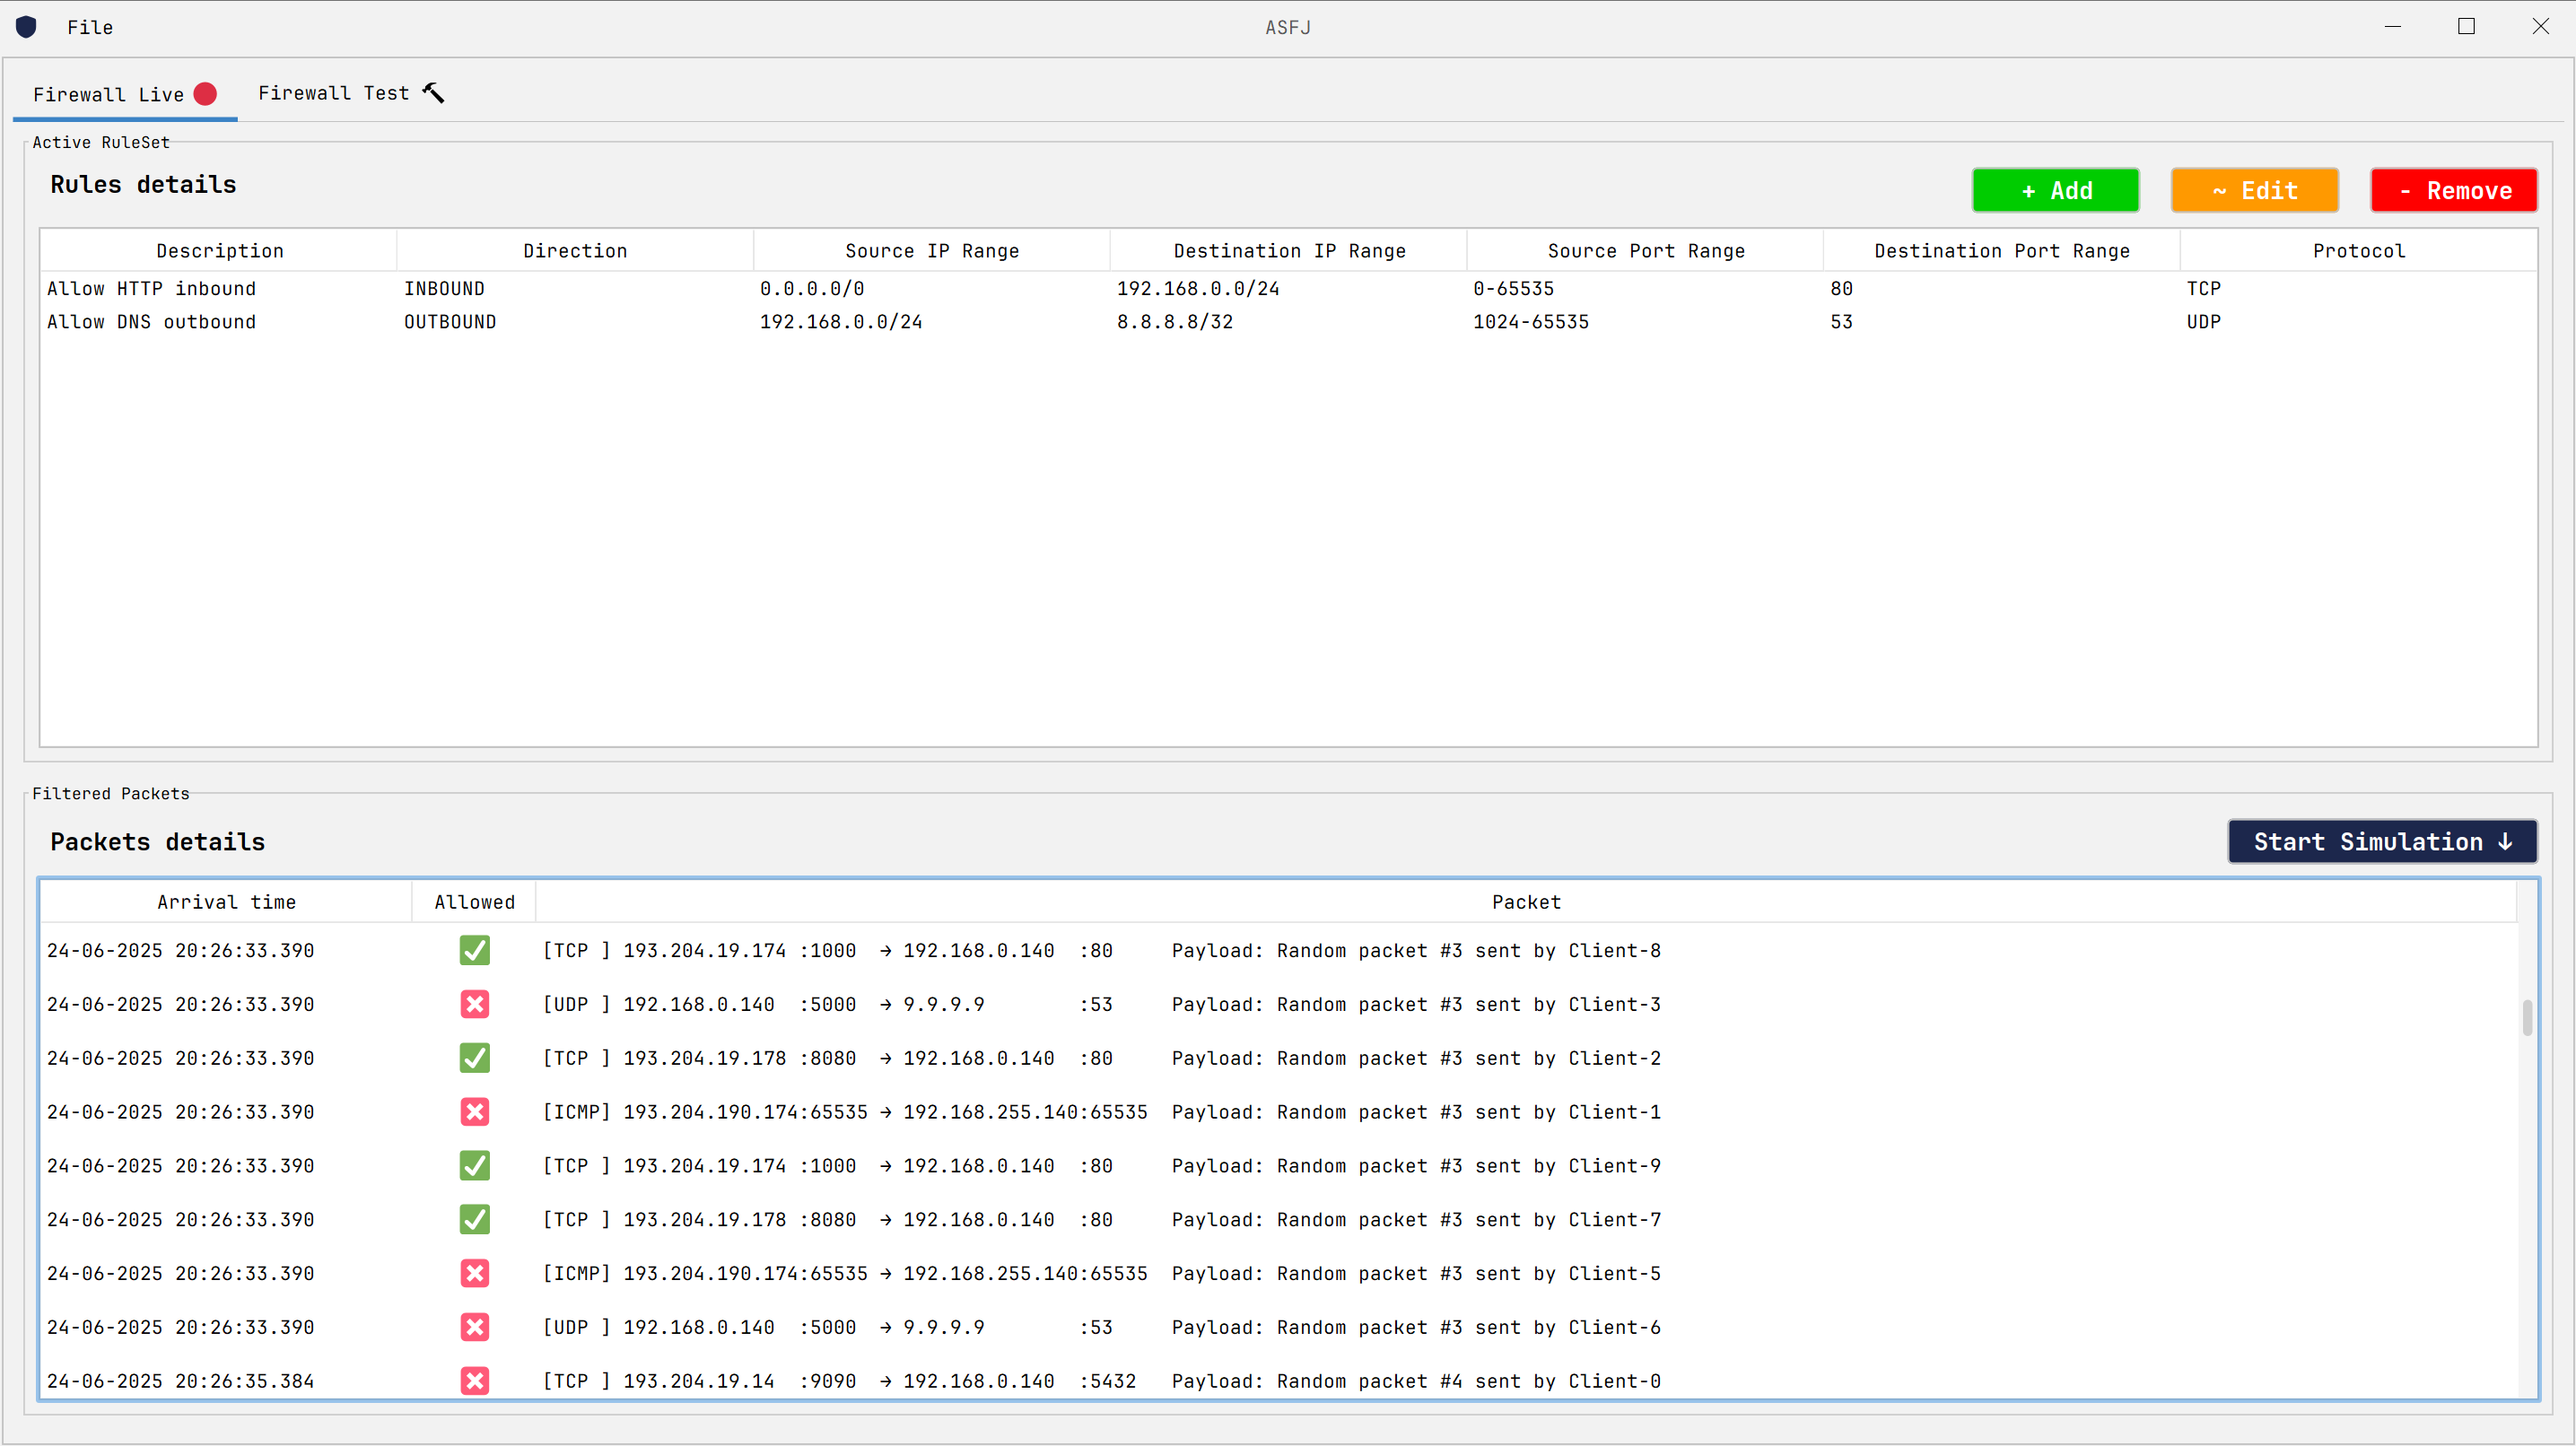 File
ASFJ
Firewall Live
Firewall Test
Active RuleSet
Rules details
+ Add
~ Edit
- Remove
Description Direction Source IP Range Destination IP Range Source Port Range Destination Port Range Protocol
Allow HTTP inbound INBOUND 0.0.0.0/0 192.168.0.0/24 0-65535 80 TCP
Allow DNS outbound OUTBOUND 192.168.0.0/24 8.8.8.8/32 1024-65535 53 UDP
Filtered Packets
Packets details
Start Simulation ↓
Arrival time Allowed Packet
24-06-2025 20:26:33.390 [TCP ] 193.204.19.174 :1000 → 192.168.0.140 :80 Payload: Random packet #3 sent by Client-8
24-06-2025 20:26:33.390 [UDP ] 192.168.0.140 :5000 → 9.9.9.9 :53 Payload: Random packet #3 sent by Client-3
24-06-2025 20:26:33.390 [TCP ] 193.204.19.178 :8080 → 192.168.0.140 :80 Payload: Random packet #3 sent by Client-2
24-06-2025 20:26:33.390 [ICMP] 193.204.190.174:65535 → 192.168.255.140:65535 Payload: Random packet #3 sent by Client-1
24-06-2025 20:26:33.390 [TCP ] 193.204.19.174 :1000 → 192.168.0.140 :80 Payload: Random packet #3 sent by Client-9
24-06-2025 20:26:33.390 [TCP ] 193.204.19.178 :8080 → 192.168.0.140 :80 Payload: Random packet #3 sent by Client-7
24-06-2025 20:26:33.390 [ICMP] 193.204.190.174:65535 → 192.168.255.140:65535 Payload: Random packet #3 sent by Client-5
24-06-2025 20:26:33.390 [UDP ] 192.168.0.140 :5000 → 9.9.9.9 :53 Payload: Random packet #3 sent by Client-6
24-06-2025 20:26:35.384 [TCP ] 193.204.19.14 :9090 → 192.168.0.140 :5432 Payload: Random packet #4 sent by Client-0